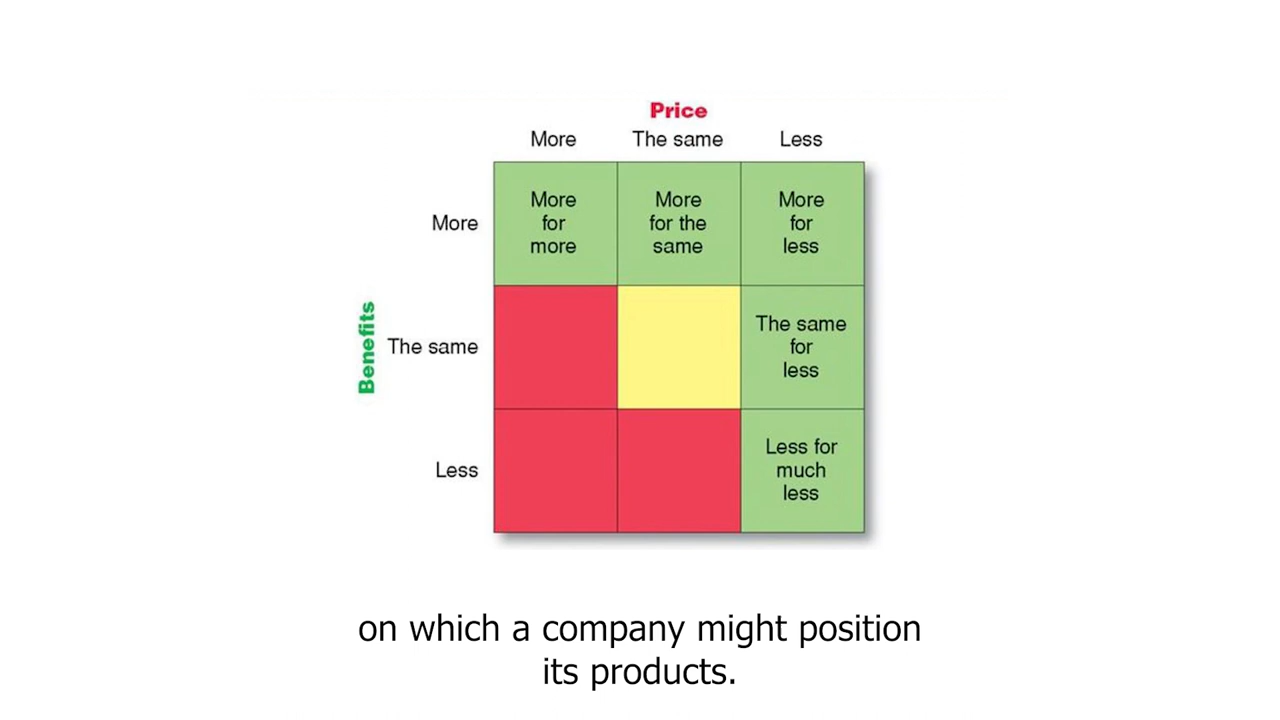 Price
More The same Less
More
More
for
more
More
for the
same
More
for
less
Benefits
The same
The same
for
less
Less
Less for
much
less
on which a company might position
its products.